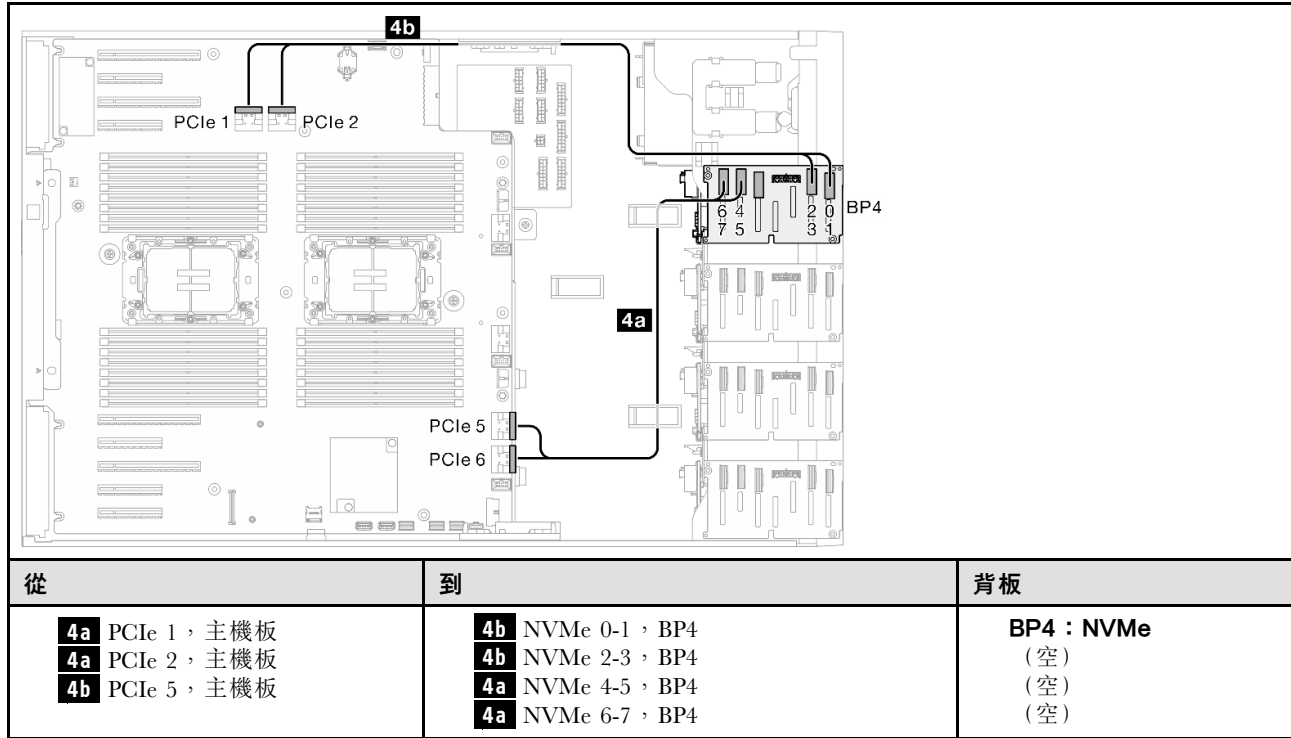 4b
PCIe 1
PCIe 2
6 4 2 0
7 5 3 1
BP4
4a
PCIe 5
PCIe 6
從 到 背板
4a PCIe 1，主機板
4a PCIe 2，主機板
4b PCIe 5，主機板
4b NVMe 0-1，BP4
4b NVMe 2-3，BP4
4a NVMe 4-5，BP4
4a NVMe 6-7，BP4
BP4：NVMe
（空）
（空）
（空）